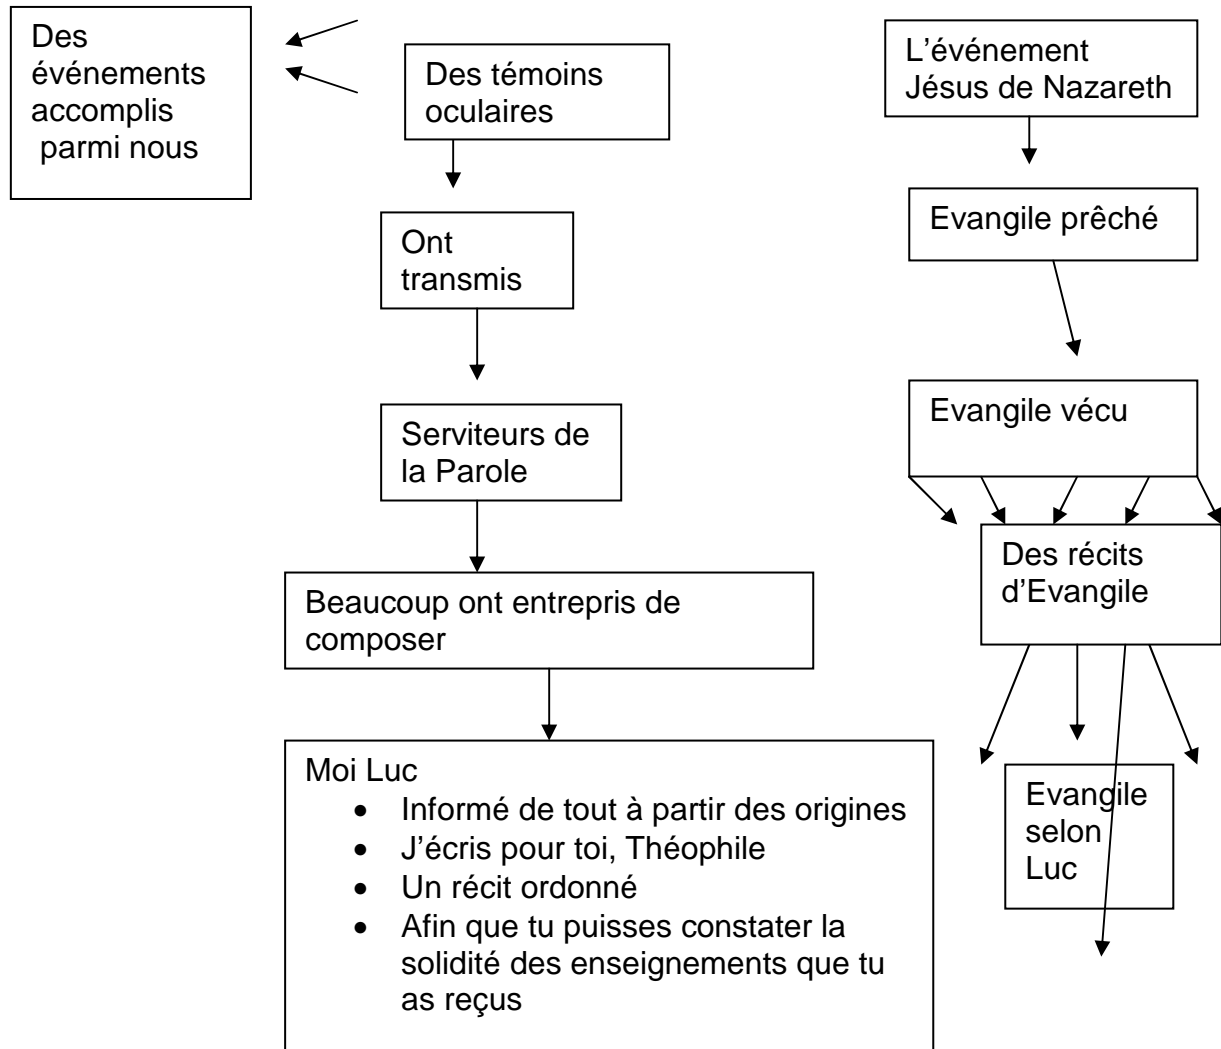 Des
événements
accomplis
parmi nous
Des témoins
oculaires
Ont
transmis
Serviteurs de
la Parole
Beaucoup ont entrepris de
composer
Moi Luc
• Informé de tout à partir des origines
• J’écris pour toi, Théophile
• Un récit ordonné
• Afin que tu puisses constater la
solidité des enseignements que tu
as reçus
L’événement
Jésus de Nazareth
Evangile prêché
Evangile vécu
Des récits
d’Evangile
Evangile
selon
Luc